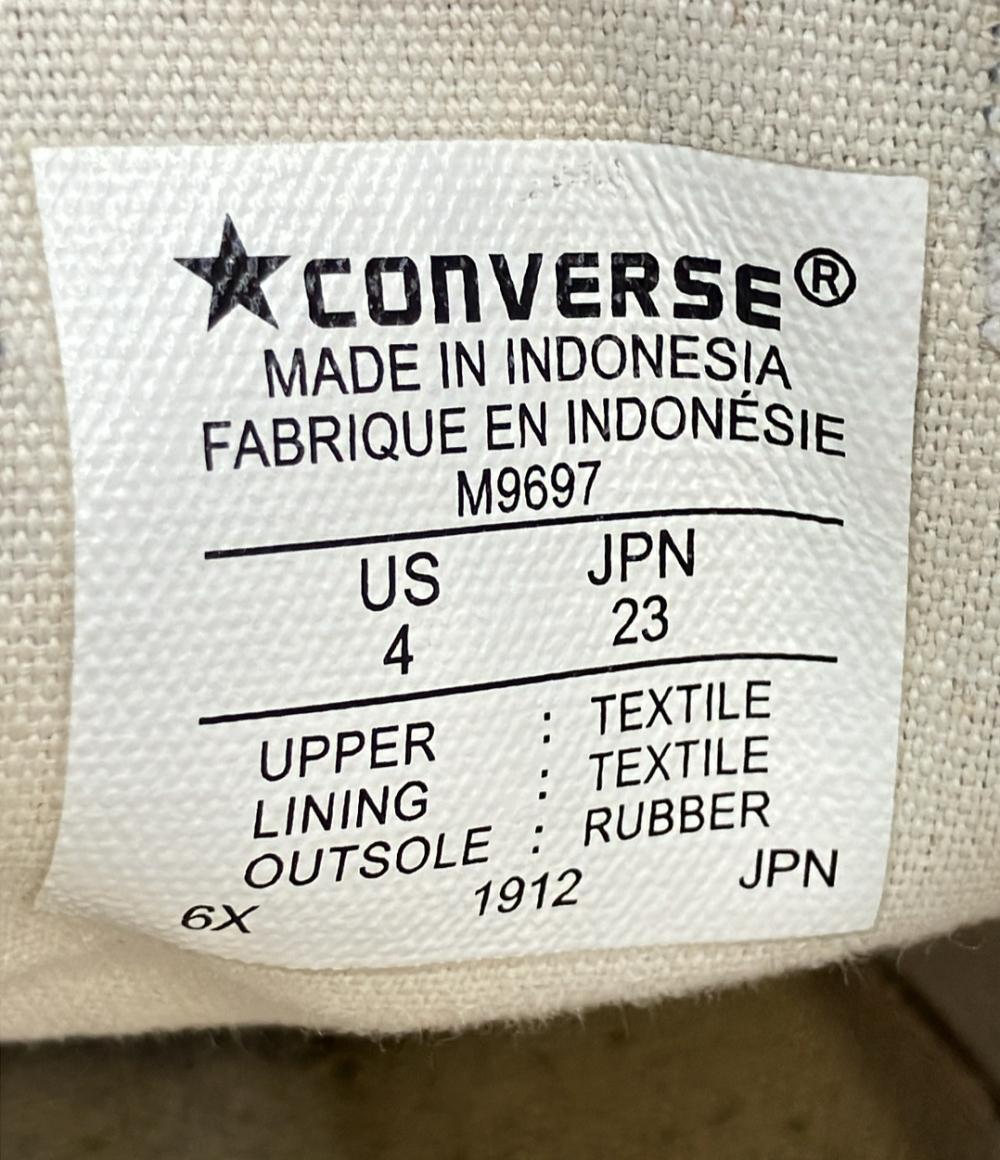 CONVERSE®
MADE IN INDONESIA
FABRIQUE EN INDONÉSIE
M9697
US JPN
4 23
UPPER : TEXTILE
LINING : TEXTILE
OUTSOLE : RUBBER
6X 1912 JPN